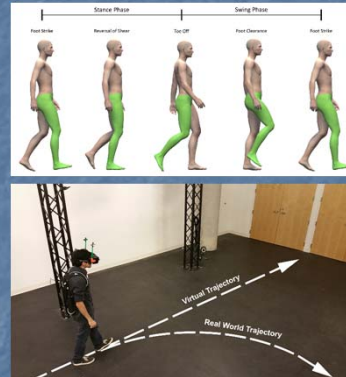 Stance Phase Swing Phase
Foot Strike Reversal of Shear Toe Off Foot Clearance Foot Strike
Virtual Trajectory
Real World Trajectory